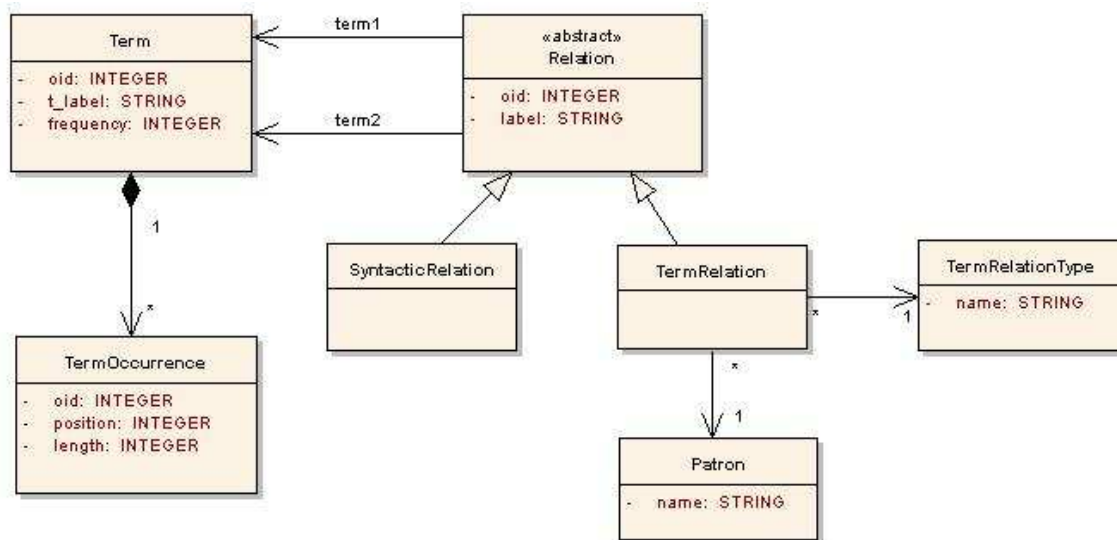 Term
- oid: INTEGER
- t_label: STRING
- frequency: INTEGER
term1
term2
«abstract»
Relation
- oid: INTEGER
- label: STRING
1
*
SyntacticRelation
TermRelation
*
1
TermRelationType
- name: STRING
TermOccurrence
- oid: INTEGER
- position: INTEGER
- length: INTEGER
*
1
Patron
- name: STRING